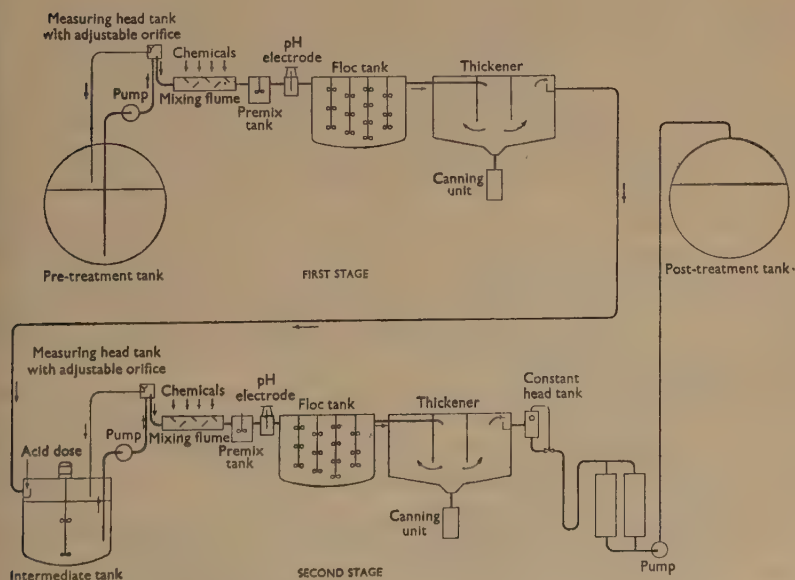 Measuring head tank
with adjustable orifice
Chemicals
pH
electrode
Floc tank
Thickener
Pump
Mixing flume
Premix
tank
Canning
unit
Pre-treatment tank
FIRST STAGE
Post-treatment tank
Measuring head tank
with adjustable orifice
Chemicals
pH
electrode
Floc tank
Thickener
Constant
head tank
Acid dose
Pump
Mixing flume
Premix
tank
Canning
unit
Pump
Intermediate tank
SECOND STAGE